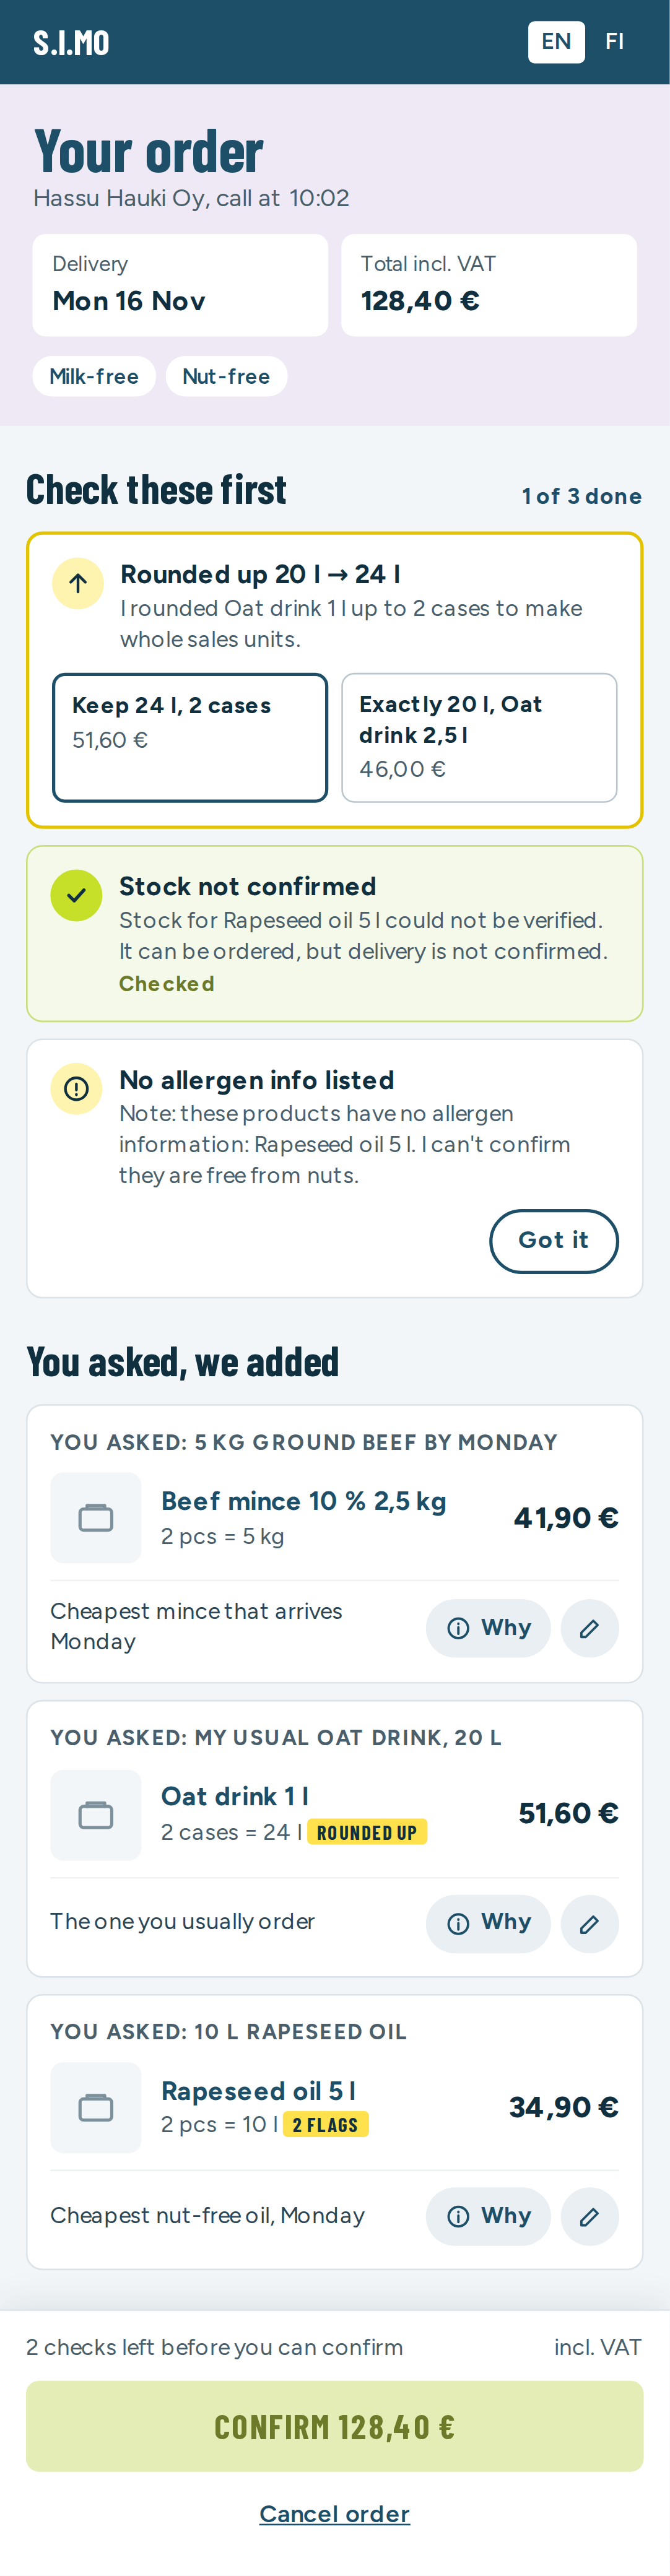 S.I.MO
EN FI
Your order
Hassu Hauki Oy, call at 10:02
Delivery
Mon 16 Nov
Total incl. VAT
128,40 €
Milk-free
Nut-free
Check these first
1 of 3 done
Rounded up 20 l → 24 l
I rounded Oat drink 1 l up to 2 cases to make
whole sales units.
Keep 24 l, 2 cases
51,60 €
Exactly 20 l, Oat
drink 2,5 l
46,00 €
Stock not confirmed
Stock for Rapeseed oil 5 l could not be verified.
It can be ordered, but delivery is not confirmed.
Checked
No allergen info listed
Note: these products have no allergen
information: Rapeseed oil 5 l. I can't confirm
they are free from nuts.
Got it
You asked, we added
YOU ASKED: 5 KG GROUND BEEF BY MONDAY
Beef mince 10 % 2,5 kg
2 pcs = 5 kg
41,90 €
Cheapest mince that arrives
Monday
Why
YOU ASKED: MY USUAL OAT DRINK, 20 L
Oat drink 1 l
2 cases = 24 l ROUNDED UP
51,60 €
The one you usually order
Why
YOU ASKED: 10 L RAPESEED OIL
Rapeseed oil 5 l
2 pcs = 10 l 2 FLAGS
34,90 €
Cheapest nut-free oil, Monday
Why
2 checks left before you can confirm
incl. VAT
CONFIRM 128,40 €
Cancel order